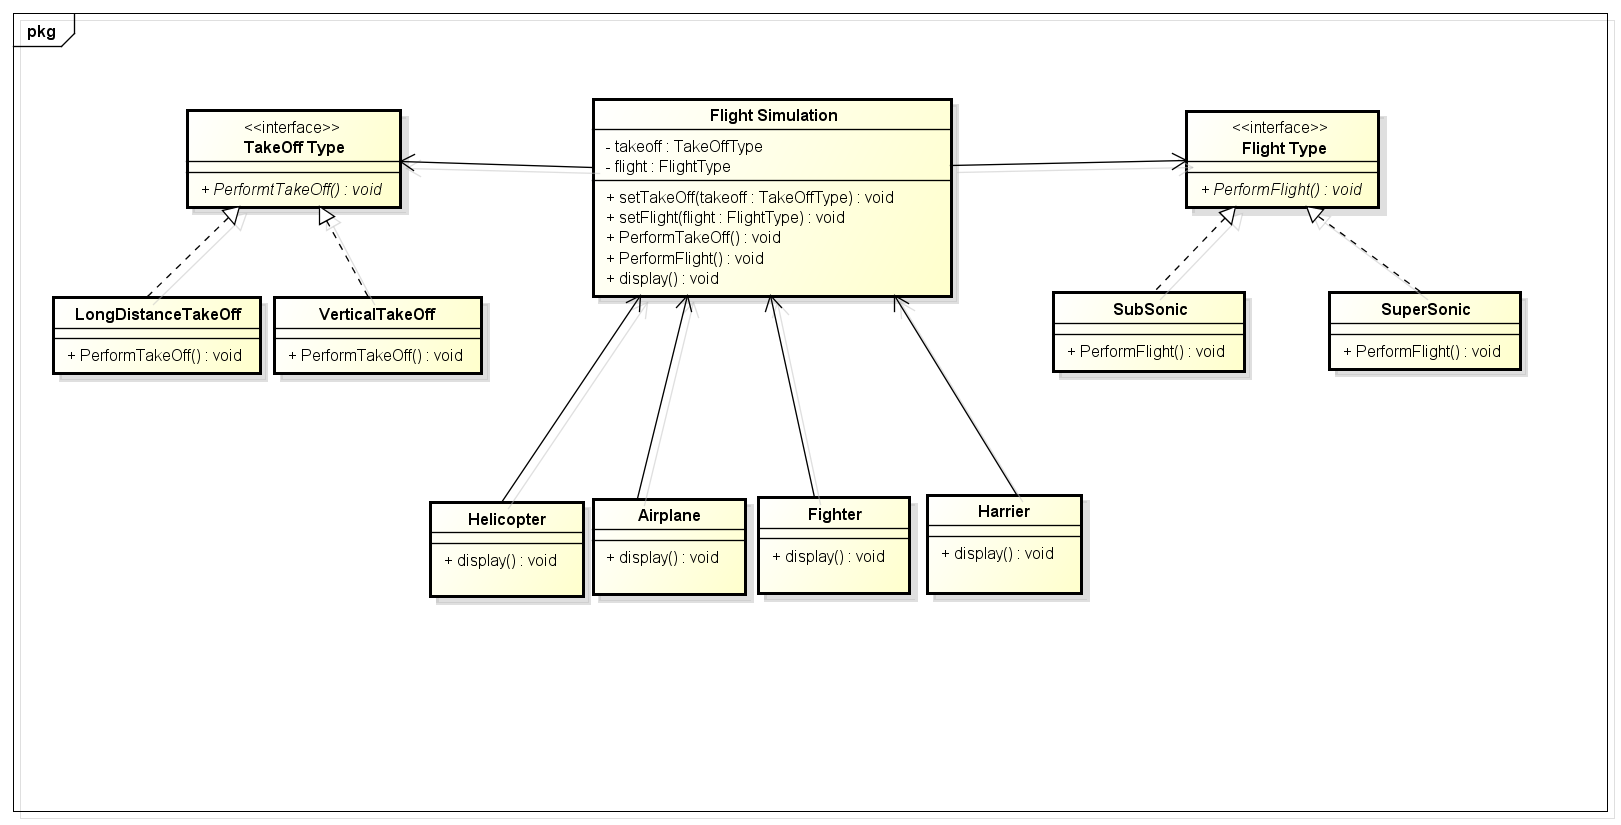 pkg
<<interface>>
TakeOff Type
+ PerformtTakeOff() : void
Flight Simulation
- takeoff : TakeOffType
- flight : FlightType
+ setTakeOff(takeoff : TakeOffType) : void
+ setFlight(flight : FlightType) : void
+ PerformTakeOff() : void
+ PerformFlight() : void
+ display() : void
<<interface>>
Flight Type
+ PerformFlight() : void
LongDistanceTakeOff
+ PerformTakeOff() : void
VerticalTakeOff
+ PerformTakeOff() : void
SubSonic
+ PerformFlight() : void
SuperSonic
+ PerformFlight() : void
Helicopter
+ display() : void
Airplane
+ display() : void
Fighter
+ display() : void
Harrier
+ display() : void